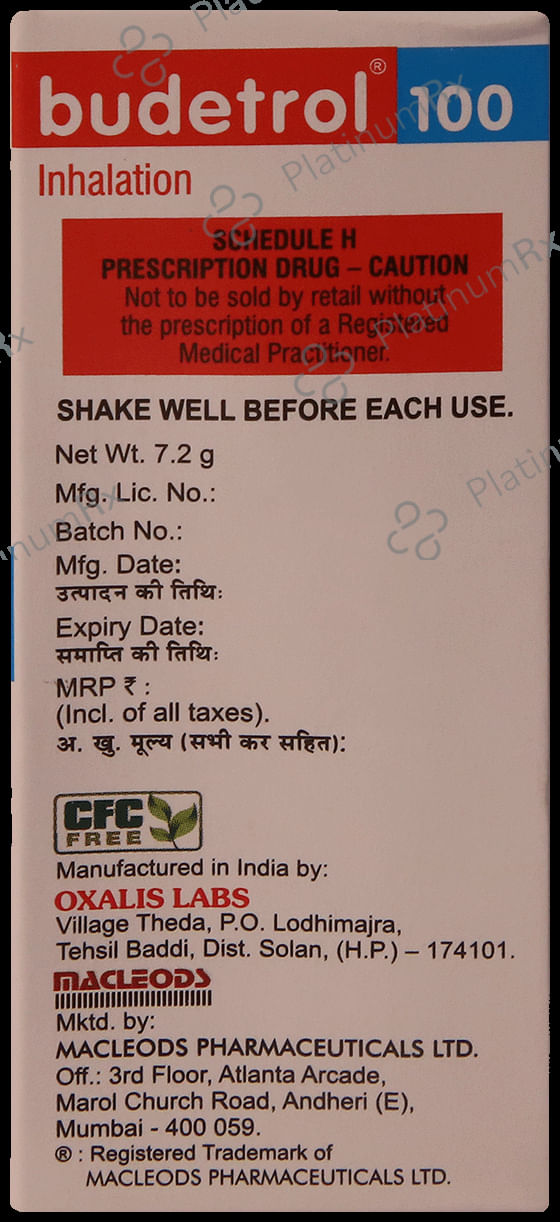 budetrol® 100
Inhalation
SCHEDULE H
PRESCRIPTION DRUG – CAUTION
Not to be sold by retail without
the prescription of a Registered
Medical Practitioner.
SHAKE WELL BEFORE EACH USE.
Net Wt. 7.2 g
Mfg. Lic. No.:
Batch No.:
Mfg. Date:
उत्पादन की तिथि:
Expiry Date:
समाप्ति की तिथि:
MRP ₹ :
(Incl. of all taxes).
अ. खु. मूल्य (सभी कर सहित):
CFC
FREE
Manufactured in India by:
OXALIS LABS
Village Theda, P.O. Lodhimajra,
Tehsil Baddi, Dist. Solan, (H.P.) – 174101.
MACLEODS
Mktd. by:
MACLEODS PHARMACEUTICALS LTD.
Off.: 3rd Floor, Atlanta Arcade,
Marol Church Road, Andheri (E),
Mumbai - 400 059.
® : Registered Trademark of
MACLEODS PHARMACEUTICALS LTD.
PlatinumRx
PlatinumRx
PlatinumRx